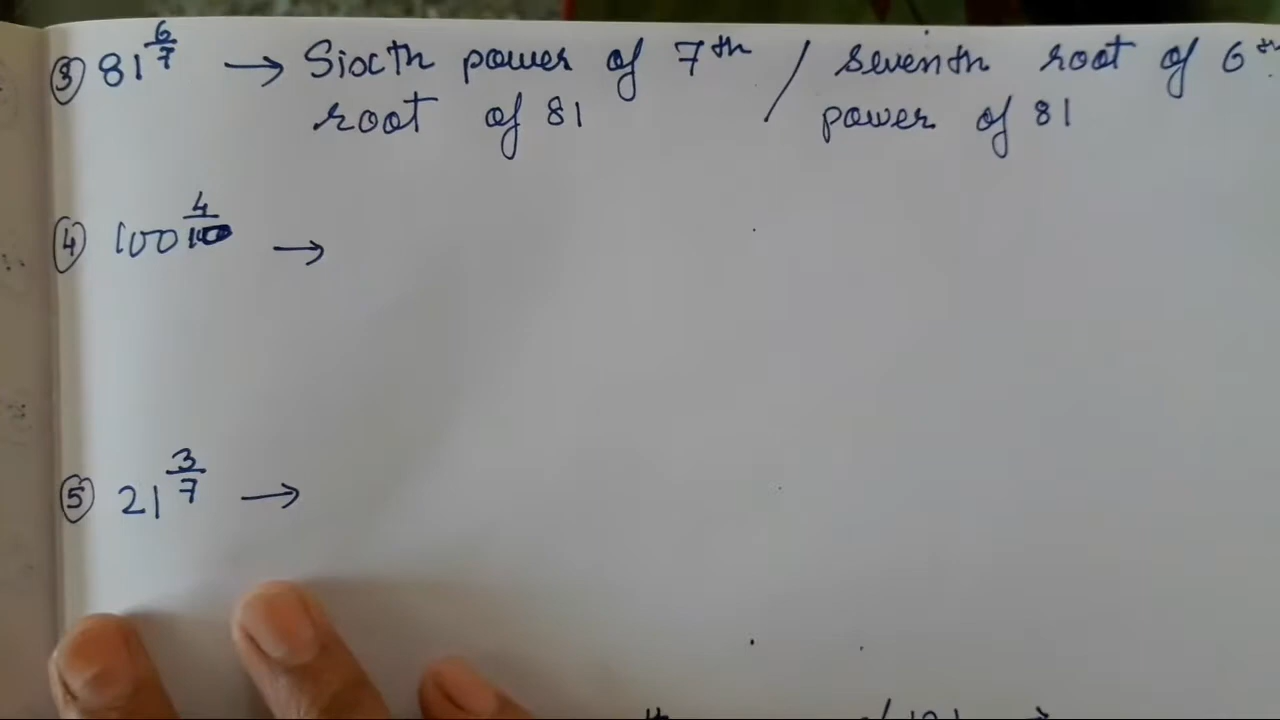 ③ 81^(6/7) → Sixth power of 7th root of 81 / seventh root of 6th power of 81
④ 100^(4/10) →
⑤ 21^(3/7) →